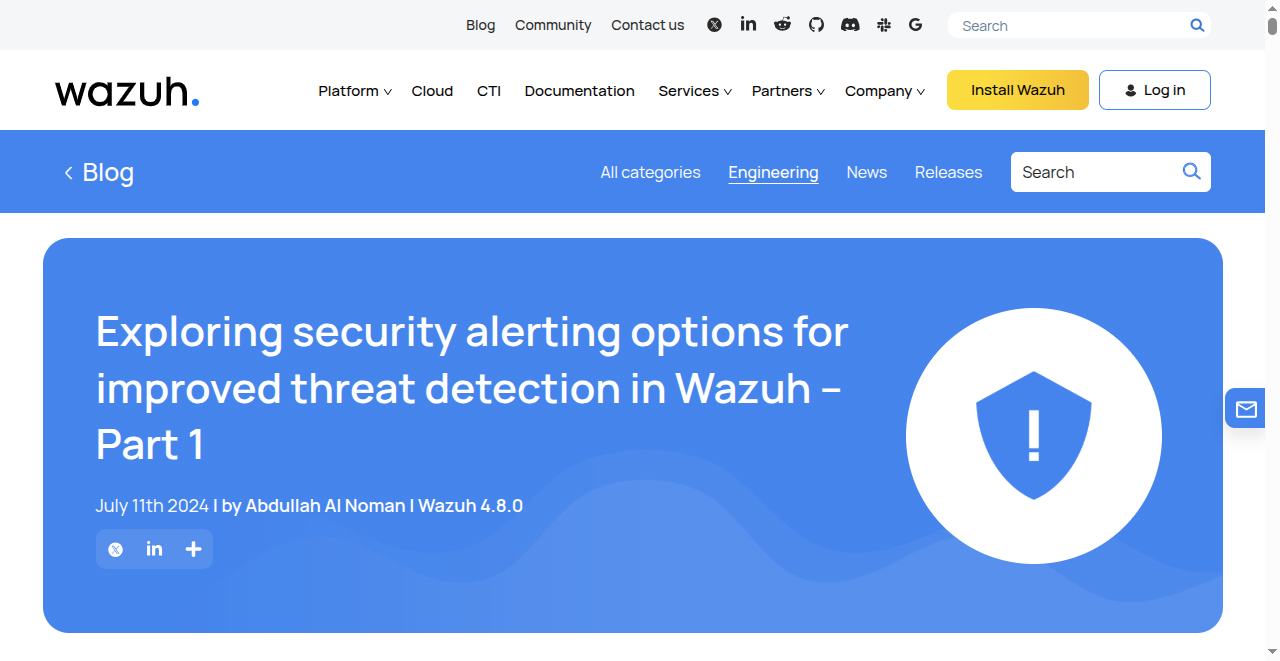 Blog Community Contact us Search
wazuh.
Platform Cloud CTI Documentation Services Partners Company Install Wazuh Log in
Blog
All categories Engineering News Releases Search
Exploring security alerting options for
improved threat detection in Wazuh –
Part 1
July 11th 2024 | by Abdullah Al Noman | Wazuh 4.8.0